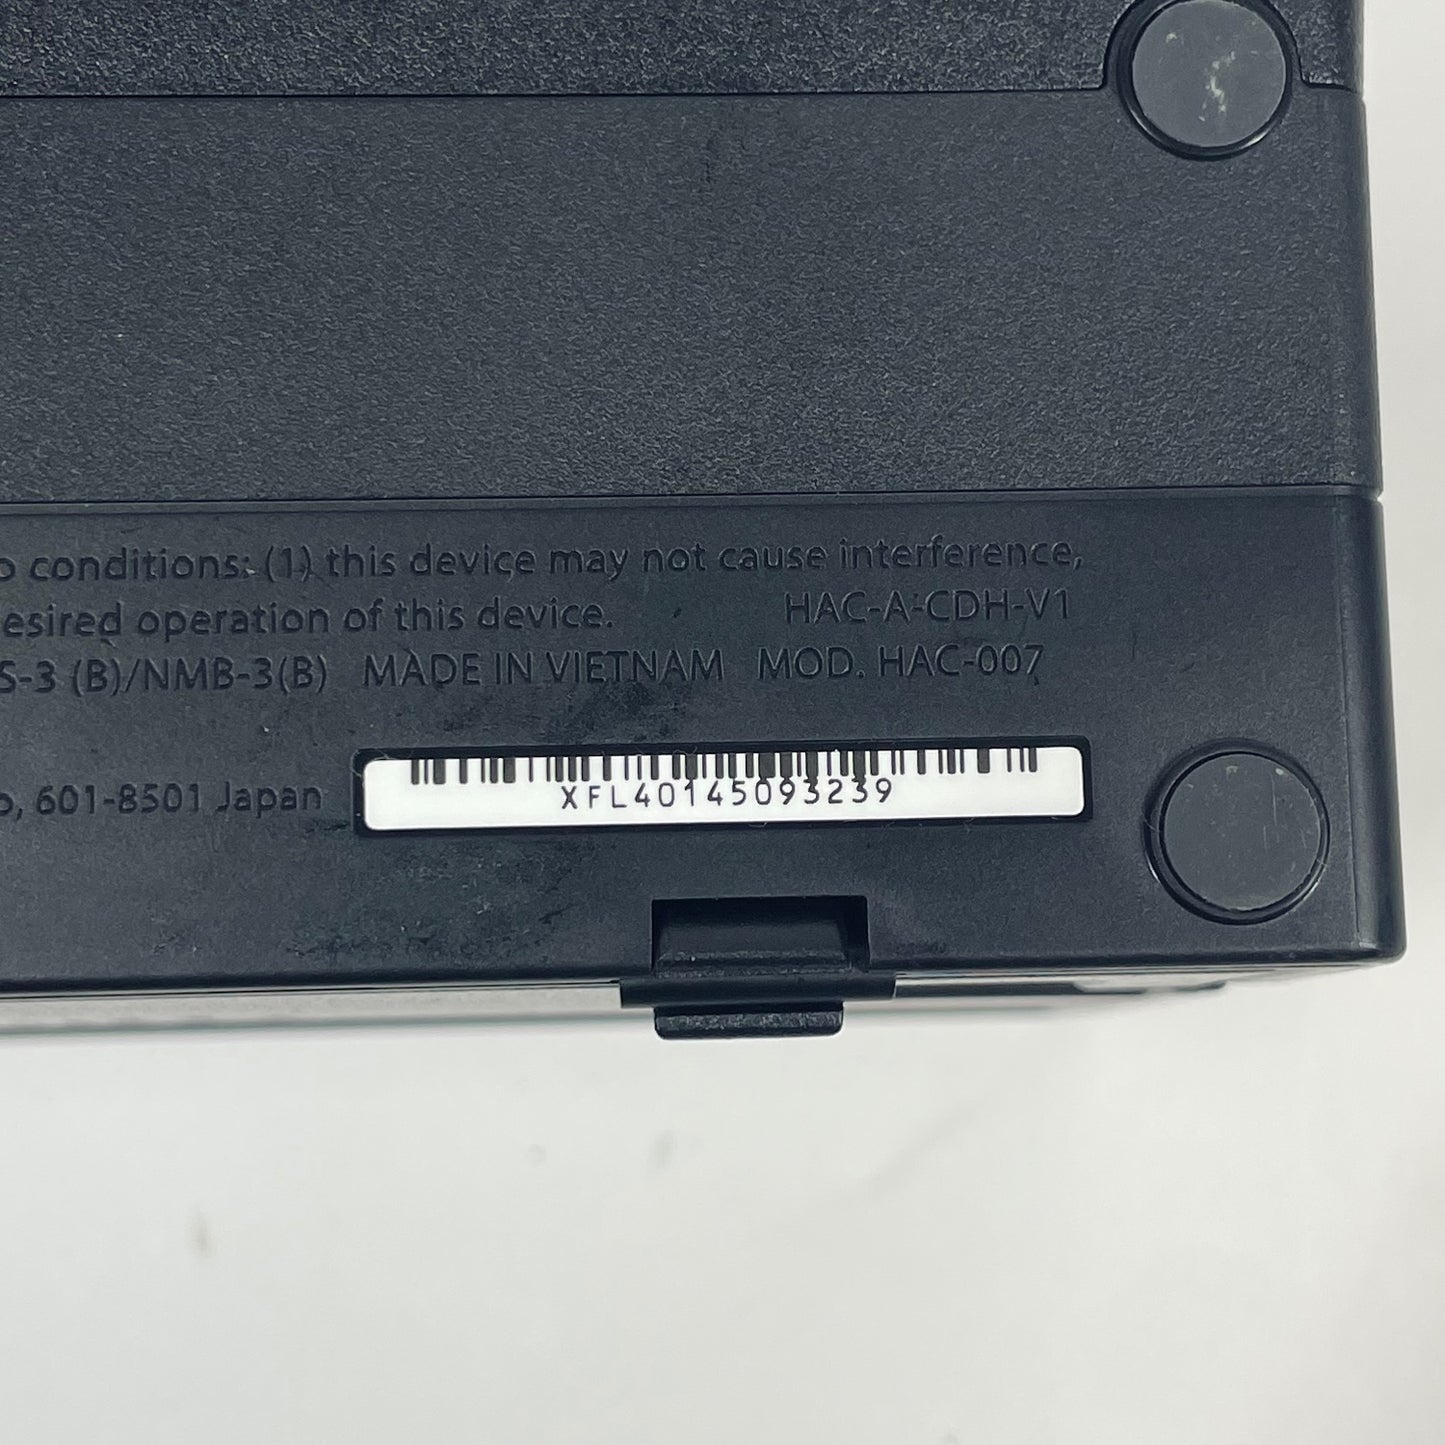 conditions: (1) this device may not cause interference,
esired operation of this device. HAC-A-CDH-V1
S-3 (B)/NMB-3(B) MADE IN VIETNAM MOD. HAC-007
o, 601-8501 Japan
XFL40145093239